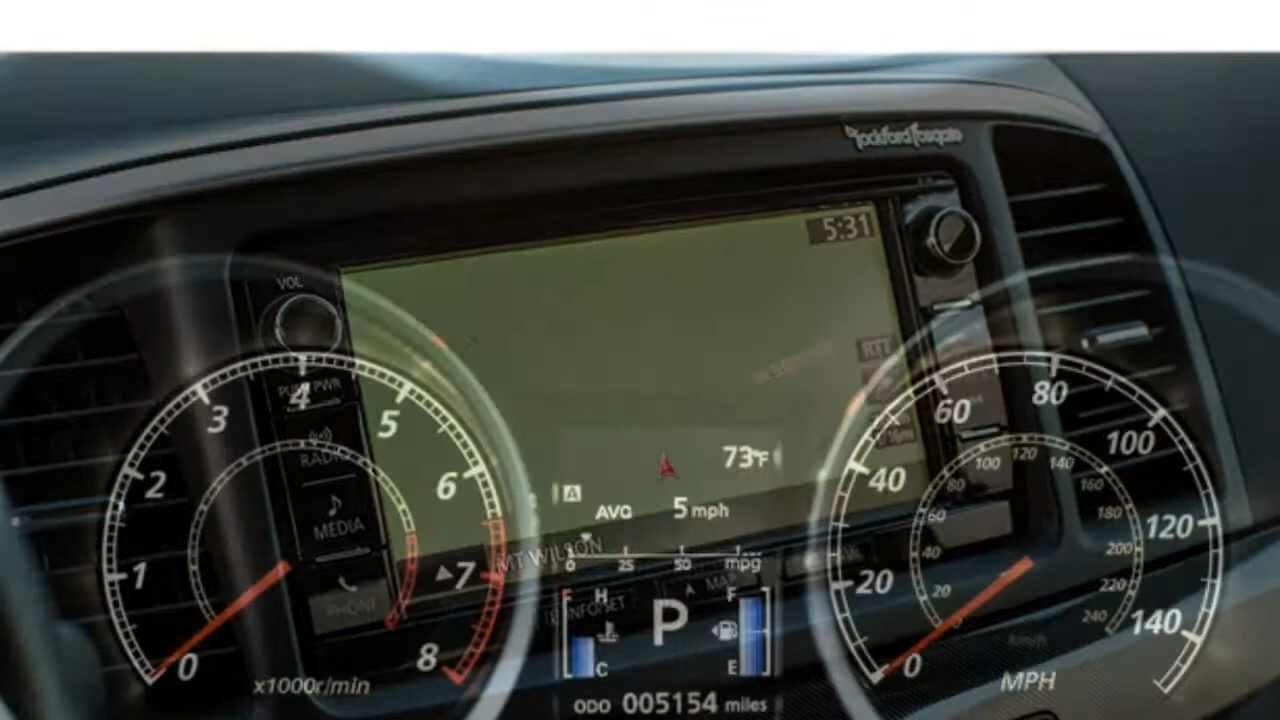 Rockford Fosgate
5:31
VOL
PUSH PWR
RADIO
MEDIA
PHONE
RTT
MT WILSON
MAP
INFO/SET
0 1 2 3 4 5 6 7 8
x1000r/min
73°F
A
AVG 5 mph
0 25 50 mpg
H
C
P
F
E
ODO 005154 miles
0 20 40 60 80 100 120 140
20 40 60 80 100 120 140 160 180 200 220 240
km/h
MPH